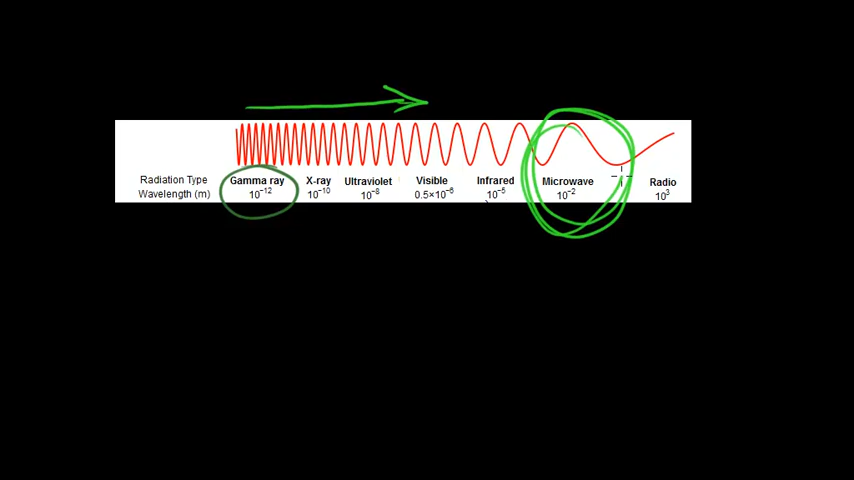 Radiation Type Gamma ray X-ray Ultraviolet Visible Infrared Microwave Radio
Wavelength (m) 10⁻¹² 10⁻¹⁰ 10⁻⁸ 0.5×10⁻⁶ 10⁻⁵ 10⁻² 10³